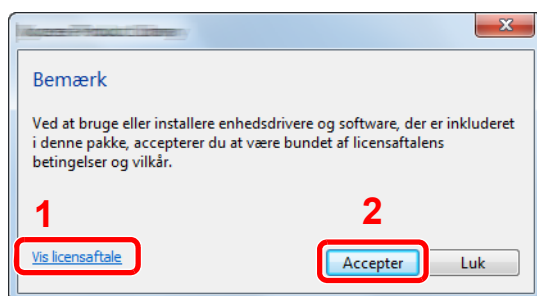 Bemærk
Ved at bruge eller installere enhedsdrivere og software, der er inkluderet
i denne pakke, accepterer du at være bundet af licensaftalens
betingelser og vilkår.
1
2
Vis licensaftale
Accepter
Luk